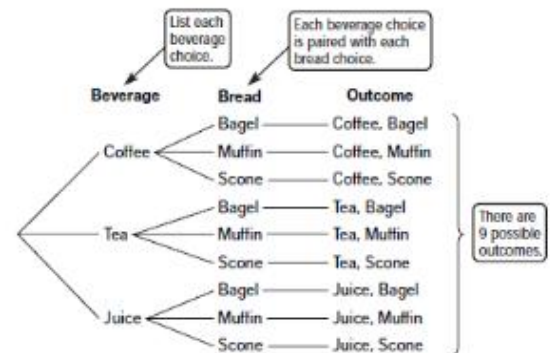 List each
beverage
choice.
Each beverage choice
is paired with each
bread choice.
Beverage Bread Outcome
Bagel Coffee, Bagel
Coffee Muffin Coffee, Muffin
Scone Coffee, Scone
Bagel Tea, Bagel
Tea Muffin Tea, Muffin
Scone Tea, Scone
Bagel Juice, Bagel
Juice Muffin Juice, Muffin
Scone Juice, Scone
There are
9 possible
outcomes.